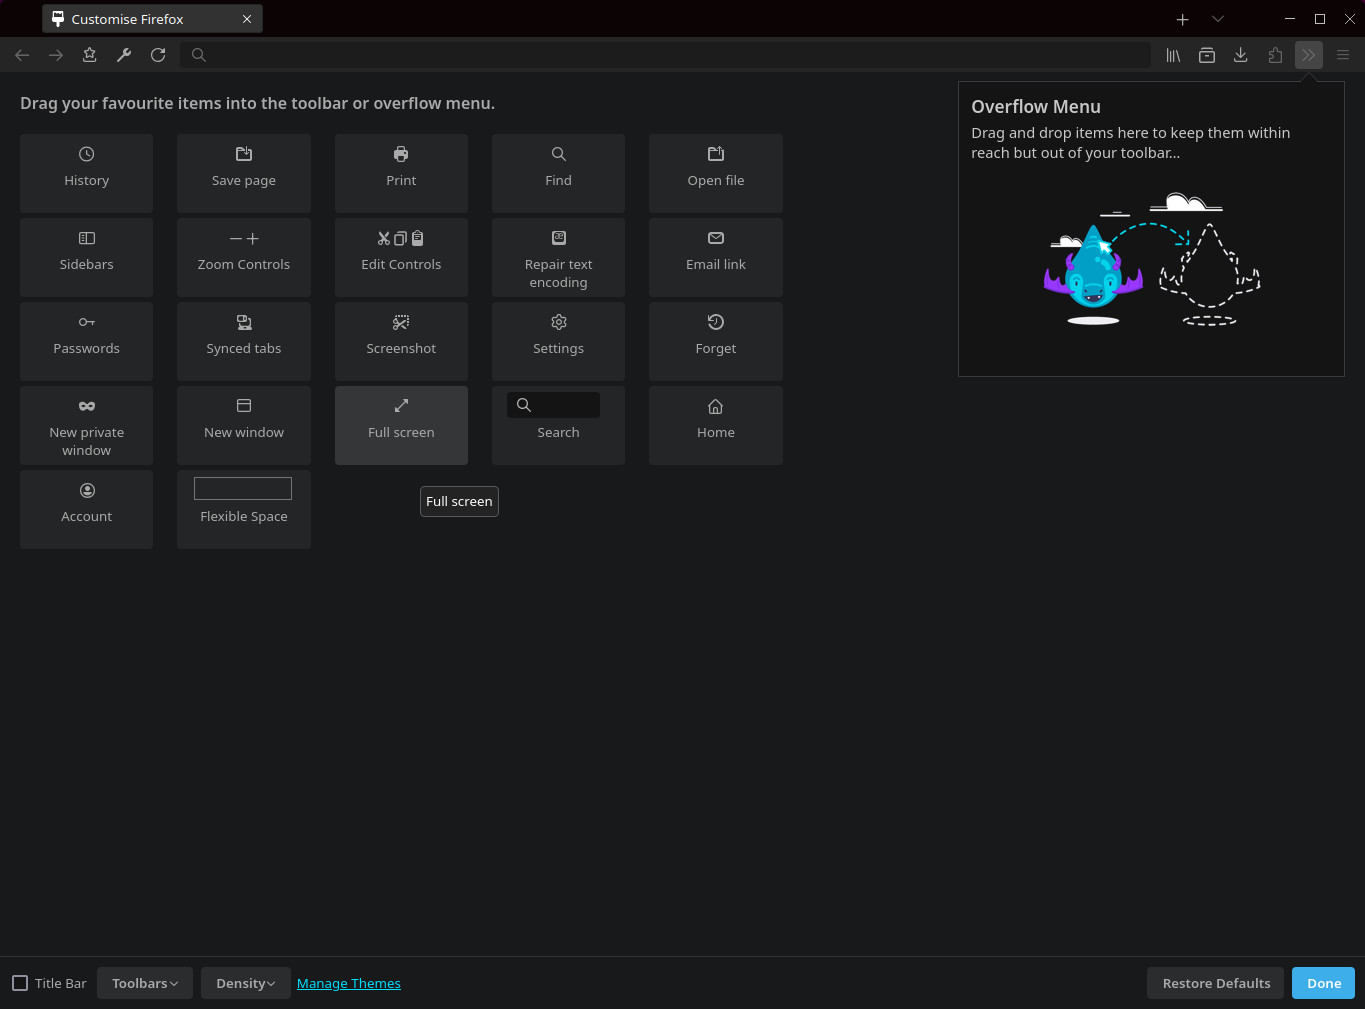 Customise Firefox
Drag your favourite items into the toolbar or overflow menu.
History
Save page
Print
Find
Open file
Sidebars
Zoom Controls
Edit Controls
Repair text
encoding
Email link
Passwords
Synced tabs
Screenshot
Settings
Forget
New private
window
New window
Full screen
Search
Home
Account
Flexible Space
Full screen
Overflow Menu
Drag and drop items here to keep them within
reach but out of your toolbar…
Title Bar
Toolbars
Density
Manage Themes
Restore Defaults
Done